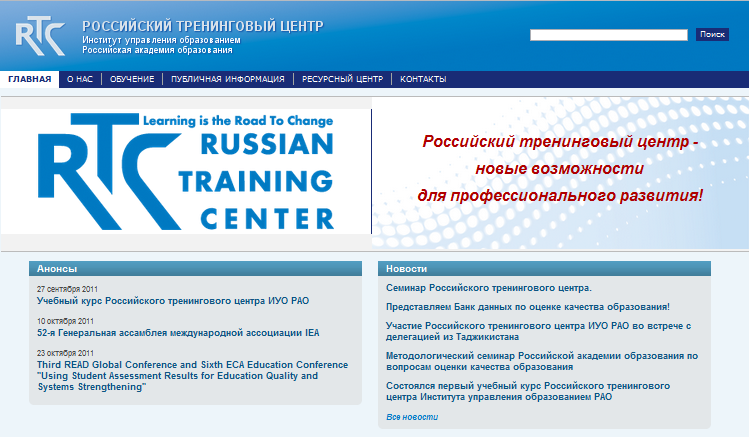 RTC
РОССИЙСКИЙ ТРЕНИНГОВЫЙ ЦЕНТР
Институт управления образованием
Российская академия образования
Поиск
ГЛАВНАЯ
О НАС
ОБУЧЕНИЕ
ПУБЛИЧНАЯ ИНФОРМАЦИЯ
РЕСУРСНЫЙ ЦЕНТР
КОНТАКТЫ
Learning is the Road To Change
RTC
RUSSIAN
TRAINING
CENTER
Российский тренинговый центр -
новые возможности
для профессионального развития!
Анонсы
27 сентября 2011
Учебный курс Российского тренингового центра ИУО РАО
10 октября 2011
52-я Генеральная ассамблея международной ассоциации IEA
23 октября 2011
Third READ Global Conference and Sixth ECA Education Conference
"Using Student Assessment Results for Education Quality and
Systems Strengthening"
Новости
Семинар Российского тренингового центра.
Представляем Банк данных по оценке качества образования!
Участие Российского тренингового центра ИУО РАО во встрече с
делегацией из Таджикистана
Методологический семинар Российской академии образования по
вопросам оценки качества образования
Состоялся первый учебный курс Российского тренингового
центра Института управления образованием РАО
Все новости